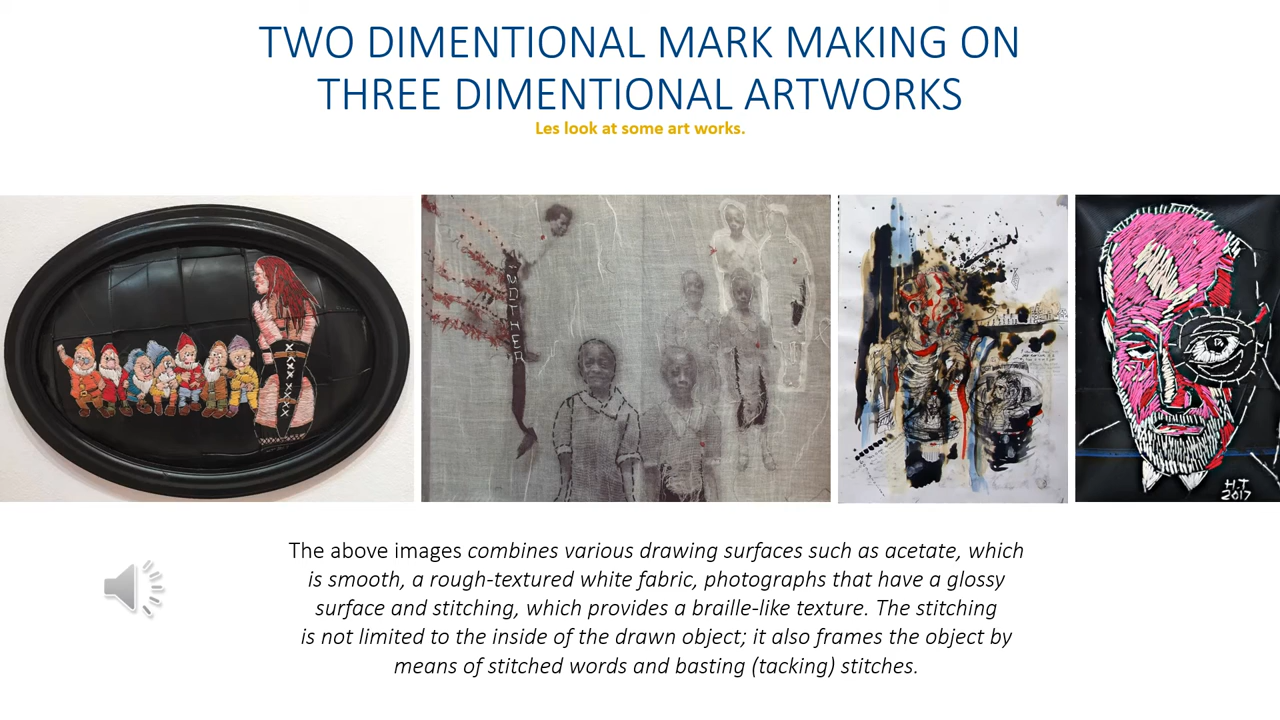 TWO DIMENTIONAL MARK MAKING ON
THREE DIMENTIONAL ARTWORKS
Les look at some art works.
MOTHER
H.T
2017
The above images combines various drawing surfaces such as acetate, which
is smooth, a rough-textured white fabric, photographs that have a glossy
surface and stitching, which provides a braille-like texture. The stitching
is not limited to the inside of the drawn object; it also frames the object by
means of stitched words and basting (tacking) stitches.